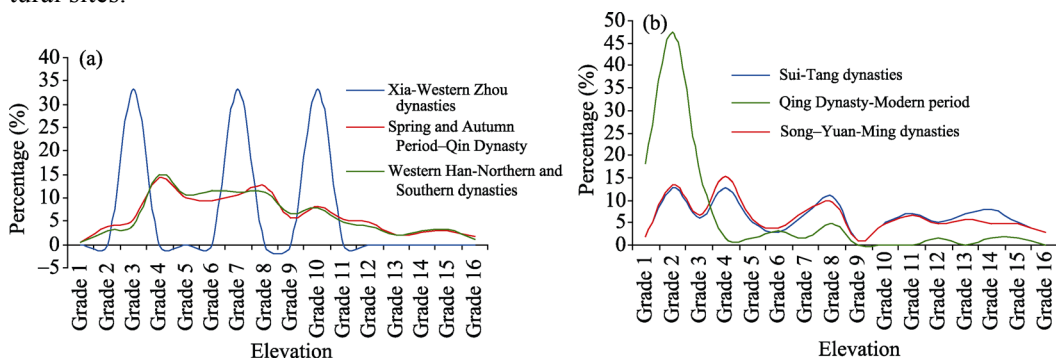 tural sites.
(a)
40
35
30
25
20
15
10
5
0
−5
Percentage (%)
Xia-Western Zhou
dynasties
Spring and Autumn
Period–Qin Dynasty
Western Han-Northern and
Southern dynasties
Grade 1
Grade 2
Grade 3
Grade 4
Grade 5
Grade 6
Grade 7
Grade 8
Grade 9
Grade 10
Grade 11
Grade 12
Grade 13
Grade 14
Grade 15
Grade 16
Elevation
(b)
50
45
40
35
30
25
20
15
10
5
0
Percentage (%)
Sui-Tang dynasties
Qing Dynasty-Modern period
Song–Yuan-Ming dynasties
Grade 1
Grade 2
Grade 3
Grade 4
Grade 5
Grade 6
Grade 7
Grade 8
Grade 9
Grade 10
Grade 11
Grade 12
Grade 13
Grade 14
Grade 15
Grade 16
Elevation